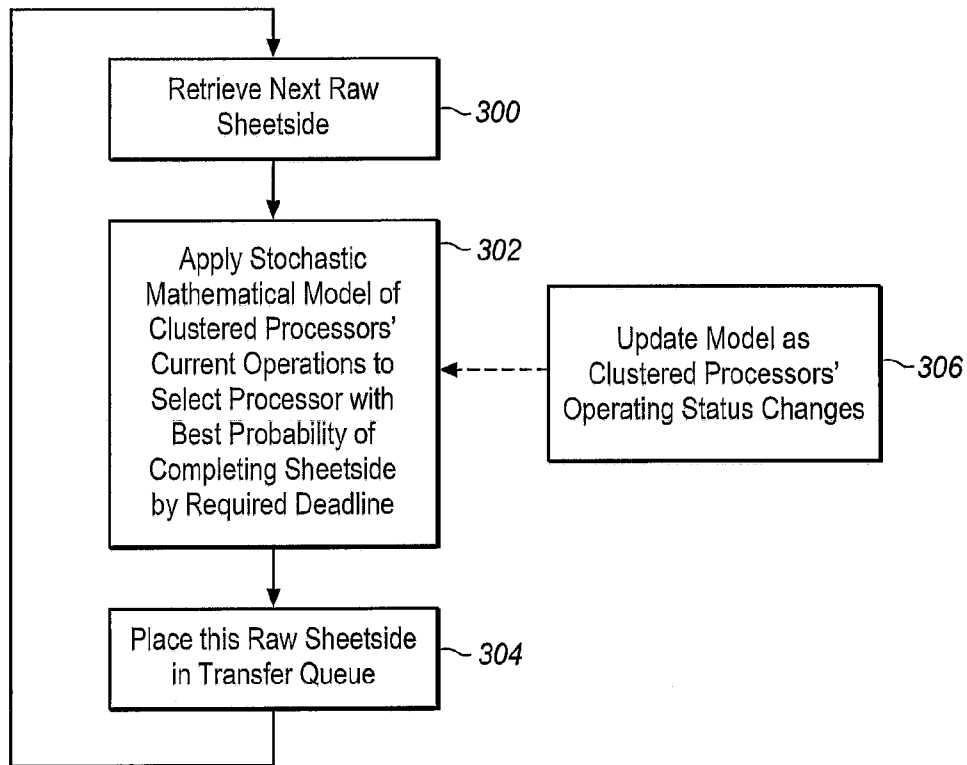 Retrieve Next Raw
Sheetside
300
Apply Stochastic
Mathematical Model of
Clustered Processors'
Current Operations to
Select Processor with
Best Probability of
Completing Sheetside
by Required Deadline
302
Update Model as
Clustered Processors'
Operating Status Changes
306
Place this Raw Sheetside
in Transfer Queue
304